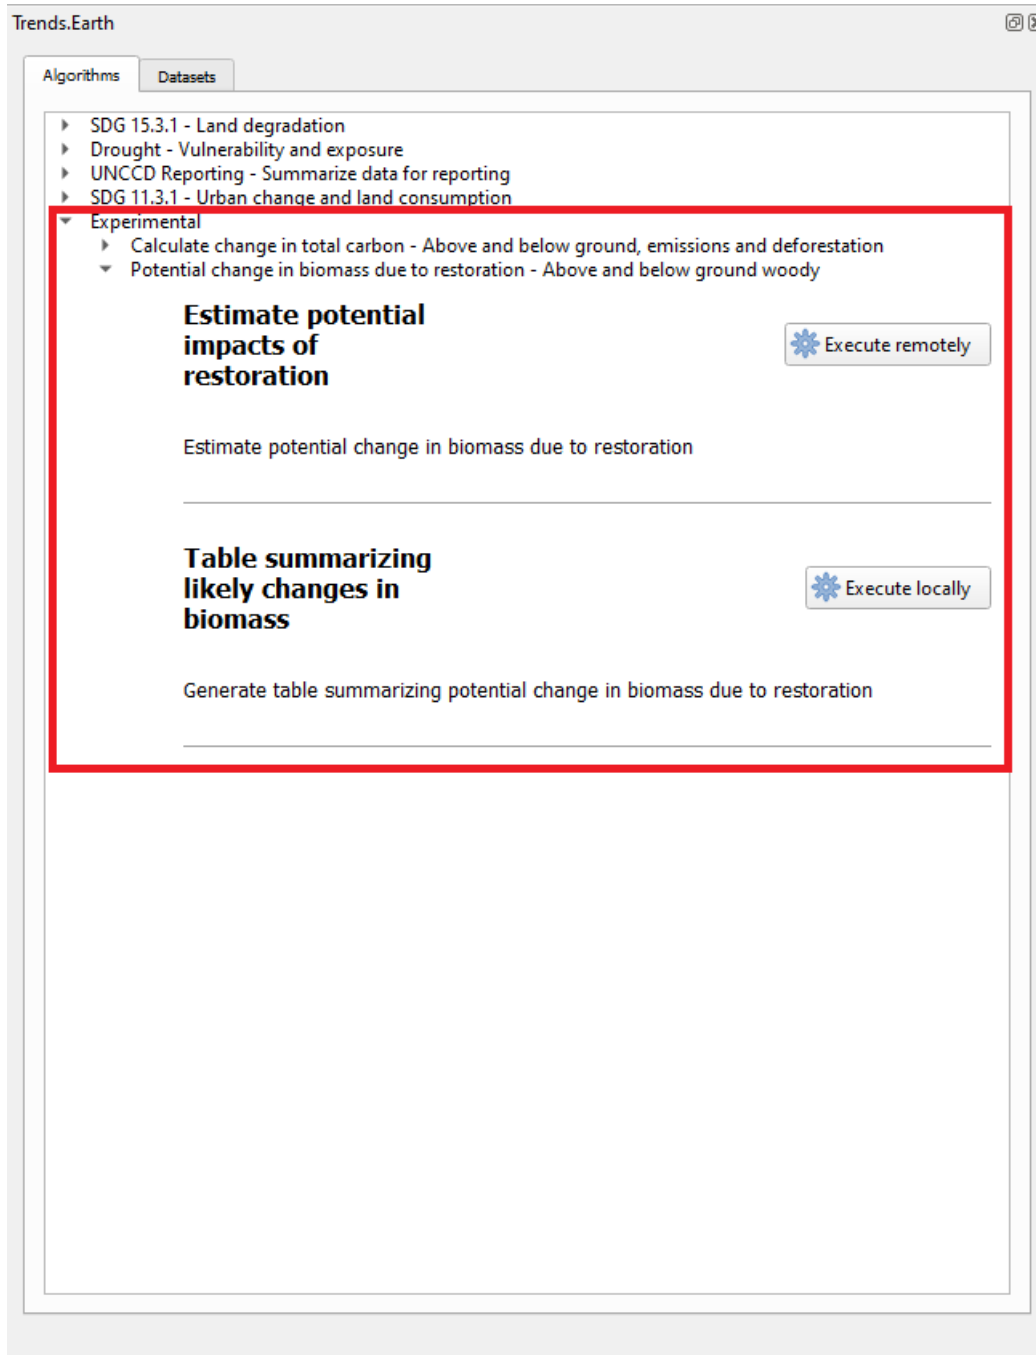 Trends.Earth
Algorithms
Datasets
SDG 15.3.1 - Land degradation
Drought - Vulnerability and exposure
UNCCD Reporting - Summarize data for reporting
SDG 11.3.1 - Urban change and land consumption
Experimental
Calculate change in total carbon - Above and below ground, emissions and deforestation
Potential change in biomass due to restoration - Above and below ground woody
Estimate potential
impacts of
restoration
Execute remotely
Estimate potential change in biomass due to restoration
Table summarizing
likely changes in
biomass
Execute locally
Generate table summarizing potential change in biomass due to restoration